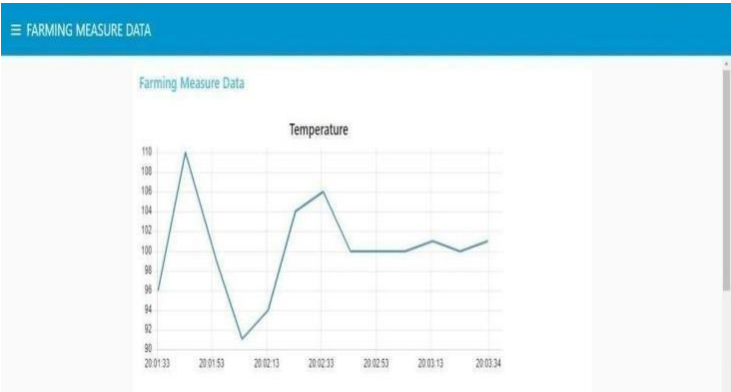 ☰ FARMING MEASURE DATA
Farming Measure Data
Temperature
110
108
106
104
102
100
98
96
94
92
90
20:01:33 20:01:53 20:02:13 20:02:33 20:02:53 20:03:13 20:03:34